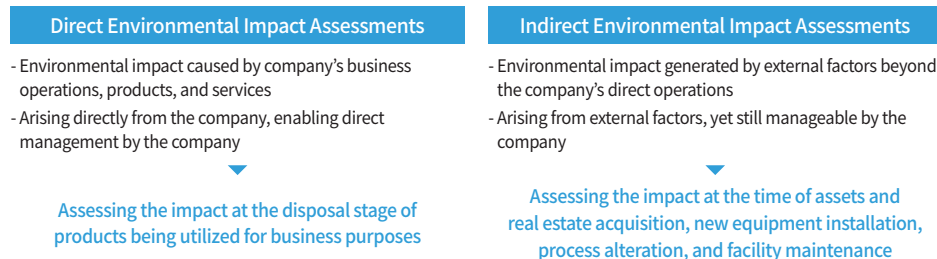 Direct Environmental Impact Assessments
- Environmental impact caused by company's business
operations, products, and services
- Arising directly from the company, enabling direct
management by the company
Assessing the impact at the disposal stage of
products being utilized for business purposes
Indirect Environmental Impact Assessments
- Environmental impact generated by external factors beyond
the company's direct operations
- Arising from external factors, yet still manageable by the
company
Assessing the impact at the time of assets and
real estate acquisition, new equipment installation,
process alteration, and facility maintenance